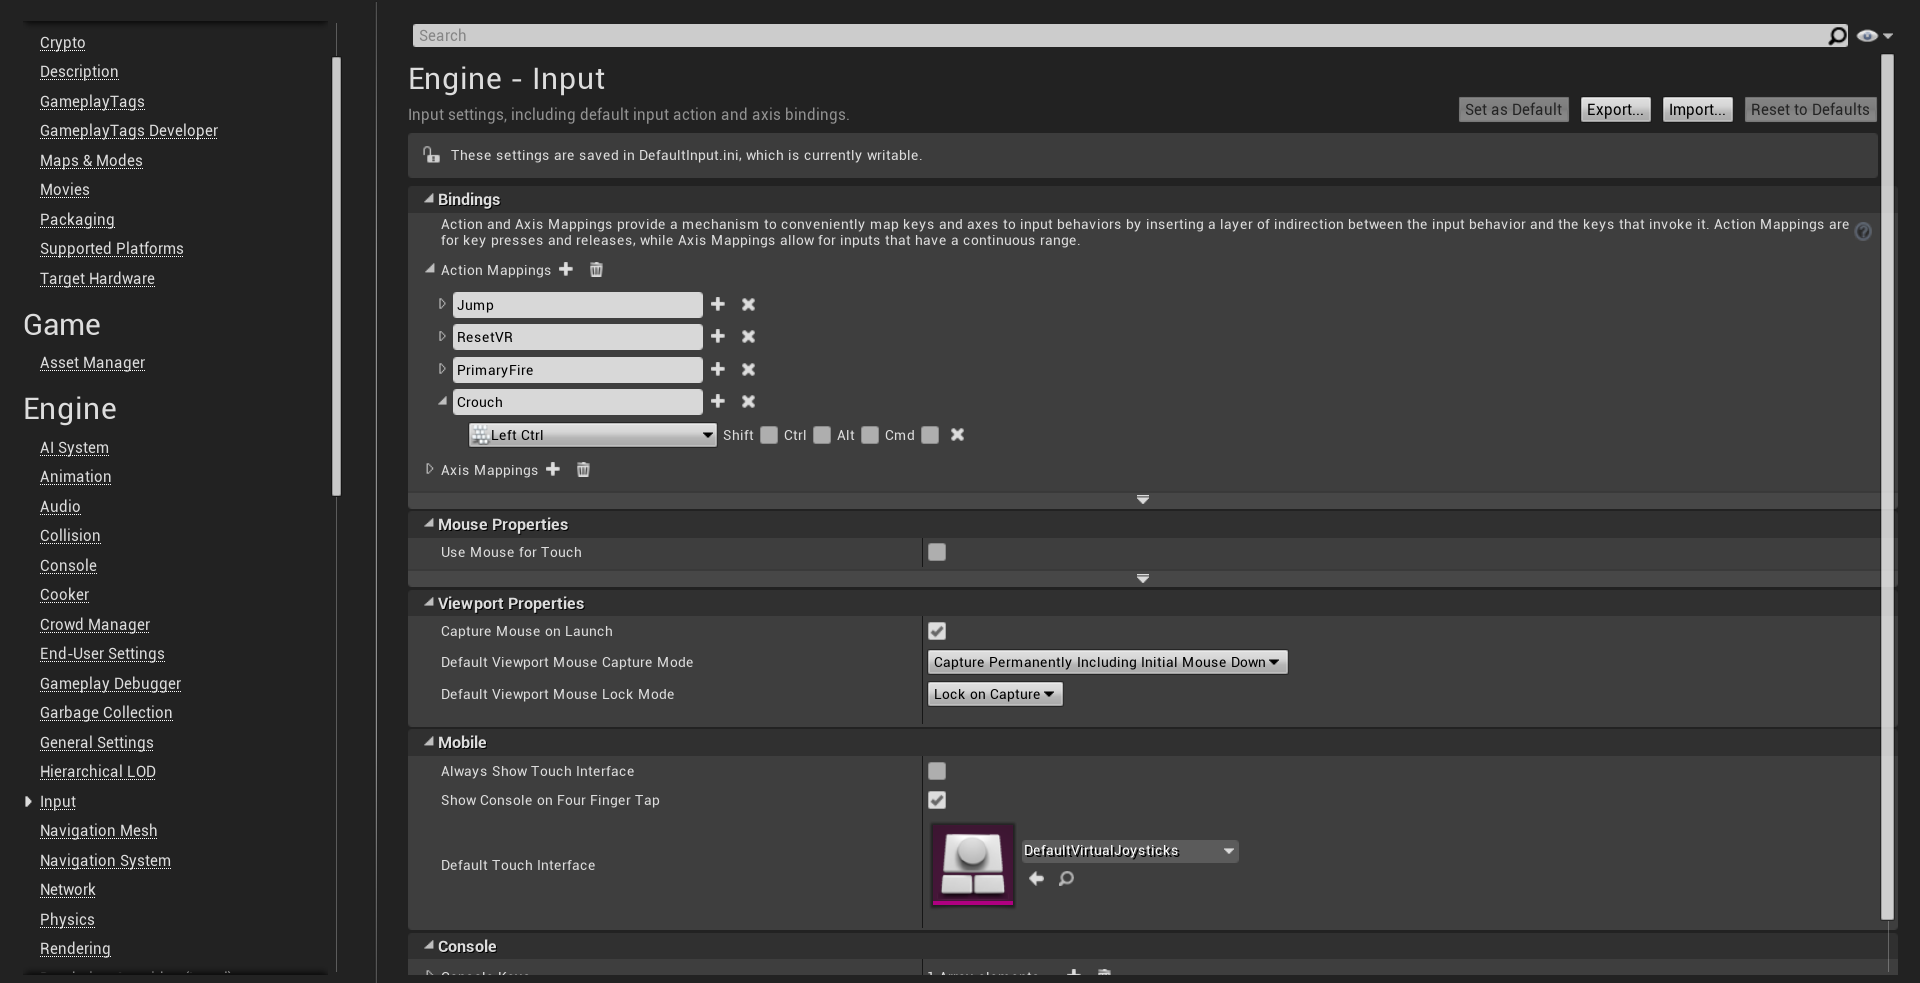 Crypto
Description
GameplayTags
GameplayTags Developer
Maps & Modes
Movies
Packaging
Supported Platforms
Target Hardware
Game
Asset Manager
Engine
AI System
Animation
Audio
Collision
Console
Cooker
Crowd Manager
End-User Settings
Gameplay Debugger
Garbage Collection
General Settings
Hierarchical LOD
Input
Navigation Mesh
Navigation System
Network
Physics
Rendering
Search
Engine - Input
Input settings, including default input action and axis bindings.
Set as Default Export... Import... Reset to Defaults
These settings are saved in DefaultInput.ini, which is currently writable.
Bindings
Action and Axis Mappings provide a mechanism to conveniently map keys and axes to input behaviors by inserting a layer of indirection between the input behavior and the keys that invoke it. Action Mappings are
for key presses and releases, while Axis Mappings allow for inputs that have a continuous range.
Action Mappings
Jump
ResetVR
PrimaryFire
Crouch
Left Ctrl Shift Ctrl Alt Cmd
Axis Mappings
Mouse Properties
Use Mouse for Touch
Viewport Properties
Capture Mouse on Launch
Default Viewport Mouse Capture Mode Capture Permanently Including Initial Mouse Down
Default Viewport Mouse Lock Mode Lock on Capture
Mobile
Always Show Touch Interface
Show Console on Four Finger Tap
Default Touch Interface DefaultVirtualJoysticks
Console